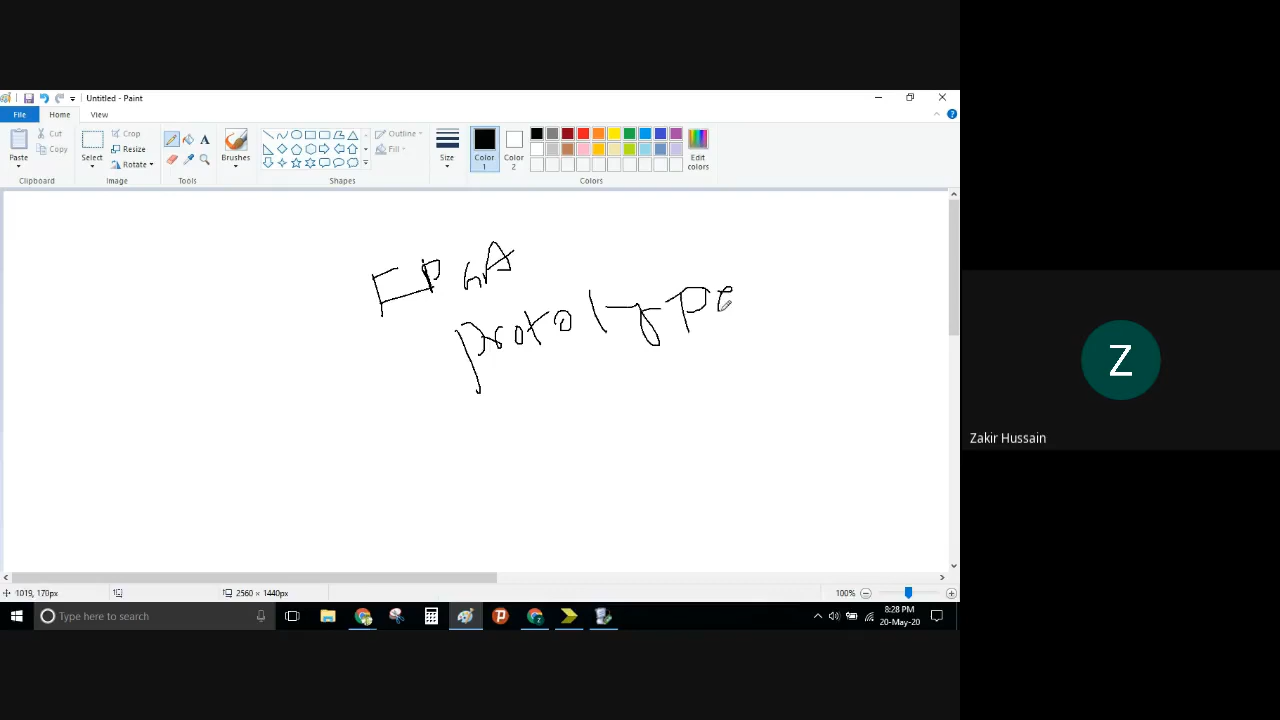 Untitled - Paint
File Home View
Paste Cut Copy Select Crop Resize Rotate Brushes Outline Fill Size Color 1 Color 2 Edit colors
Clipboard Image Tools Shapes Colors
FPGA
prototype
Z
Zakir Hussain
1019, 170px 2560 × 1440px 100%
Type here to search 8:28 PM
20-May-20